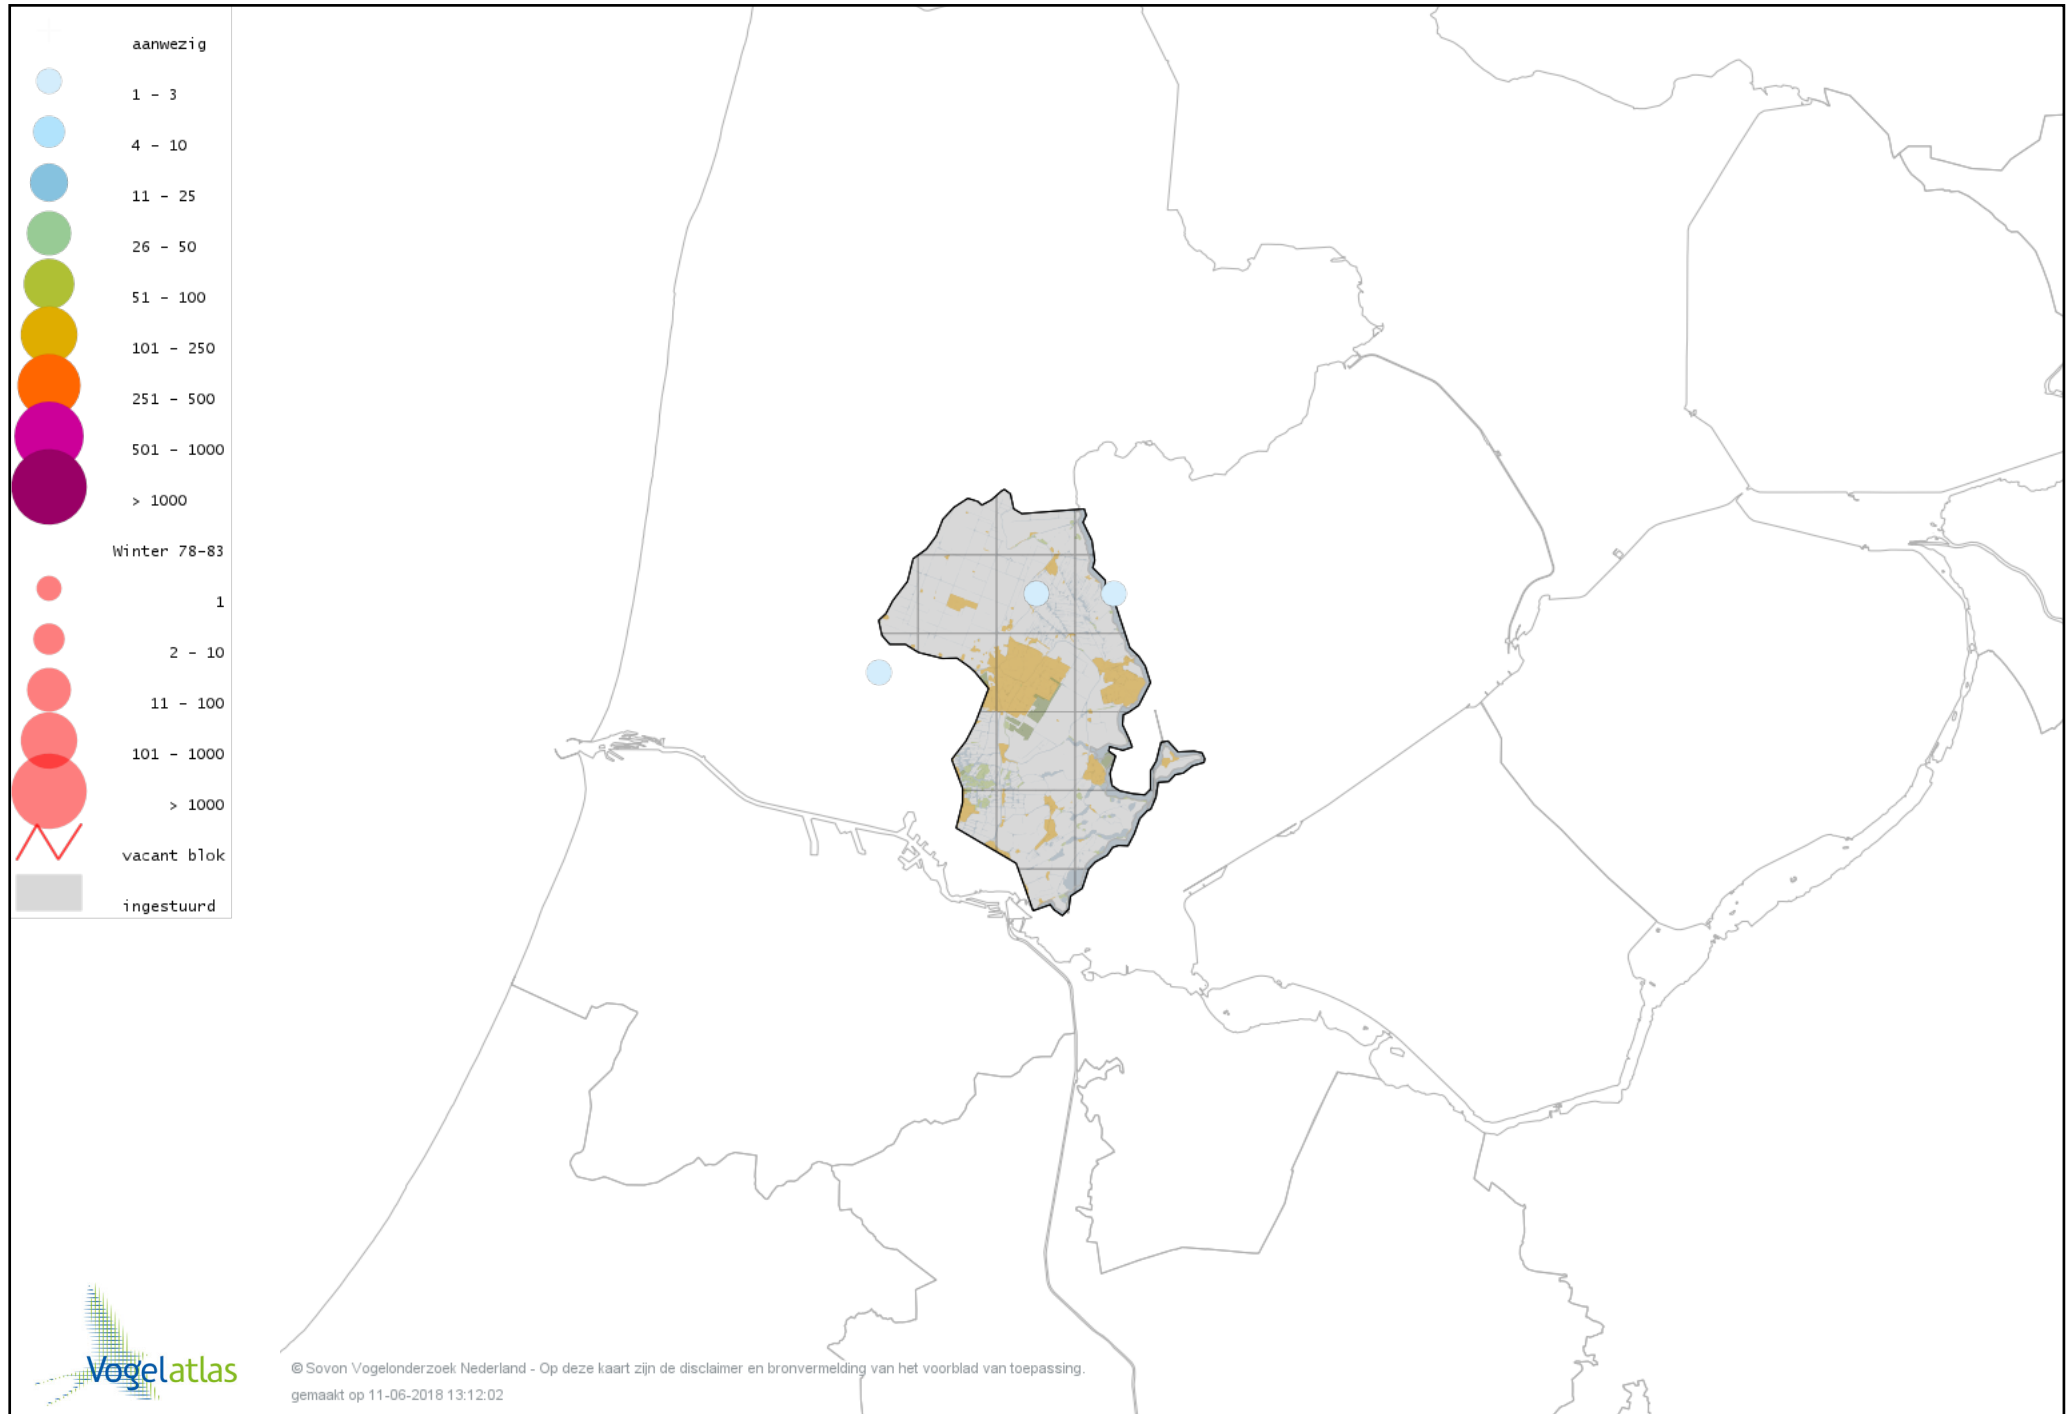 aanwezig
1 - 3
4 - 10
11 - 25
26 - 50
51 - 100
101 - 250
251 - 500
501 - 1000
> 1000
Winter 78-83
1
2 - 10
11 - 100
101 - 1000
> 1000
vacant blok
ingestuurd
Vogelatlas
© Sovon Vogelonderzoek Nederland - Op deze kaart zijn de disclaimer en bronvermelding van het voorblad van toepassing.
gemaakt op 11-06-2018 13:12:02